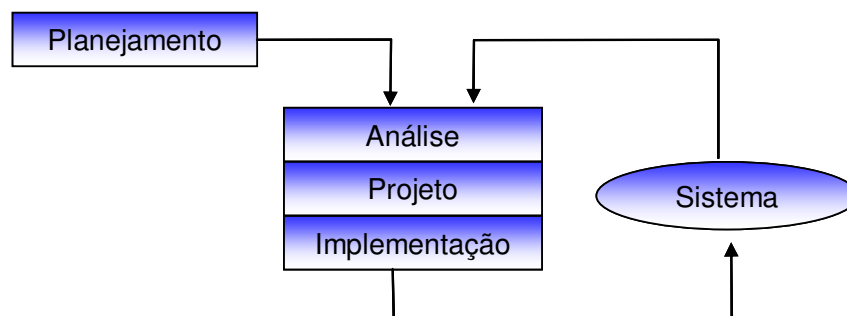 Planejamento
Análise
Projeto
Sistema
Implementação